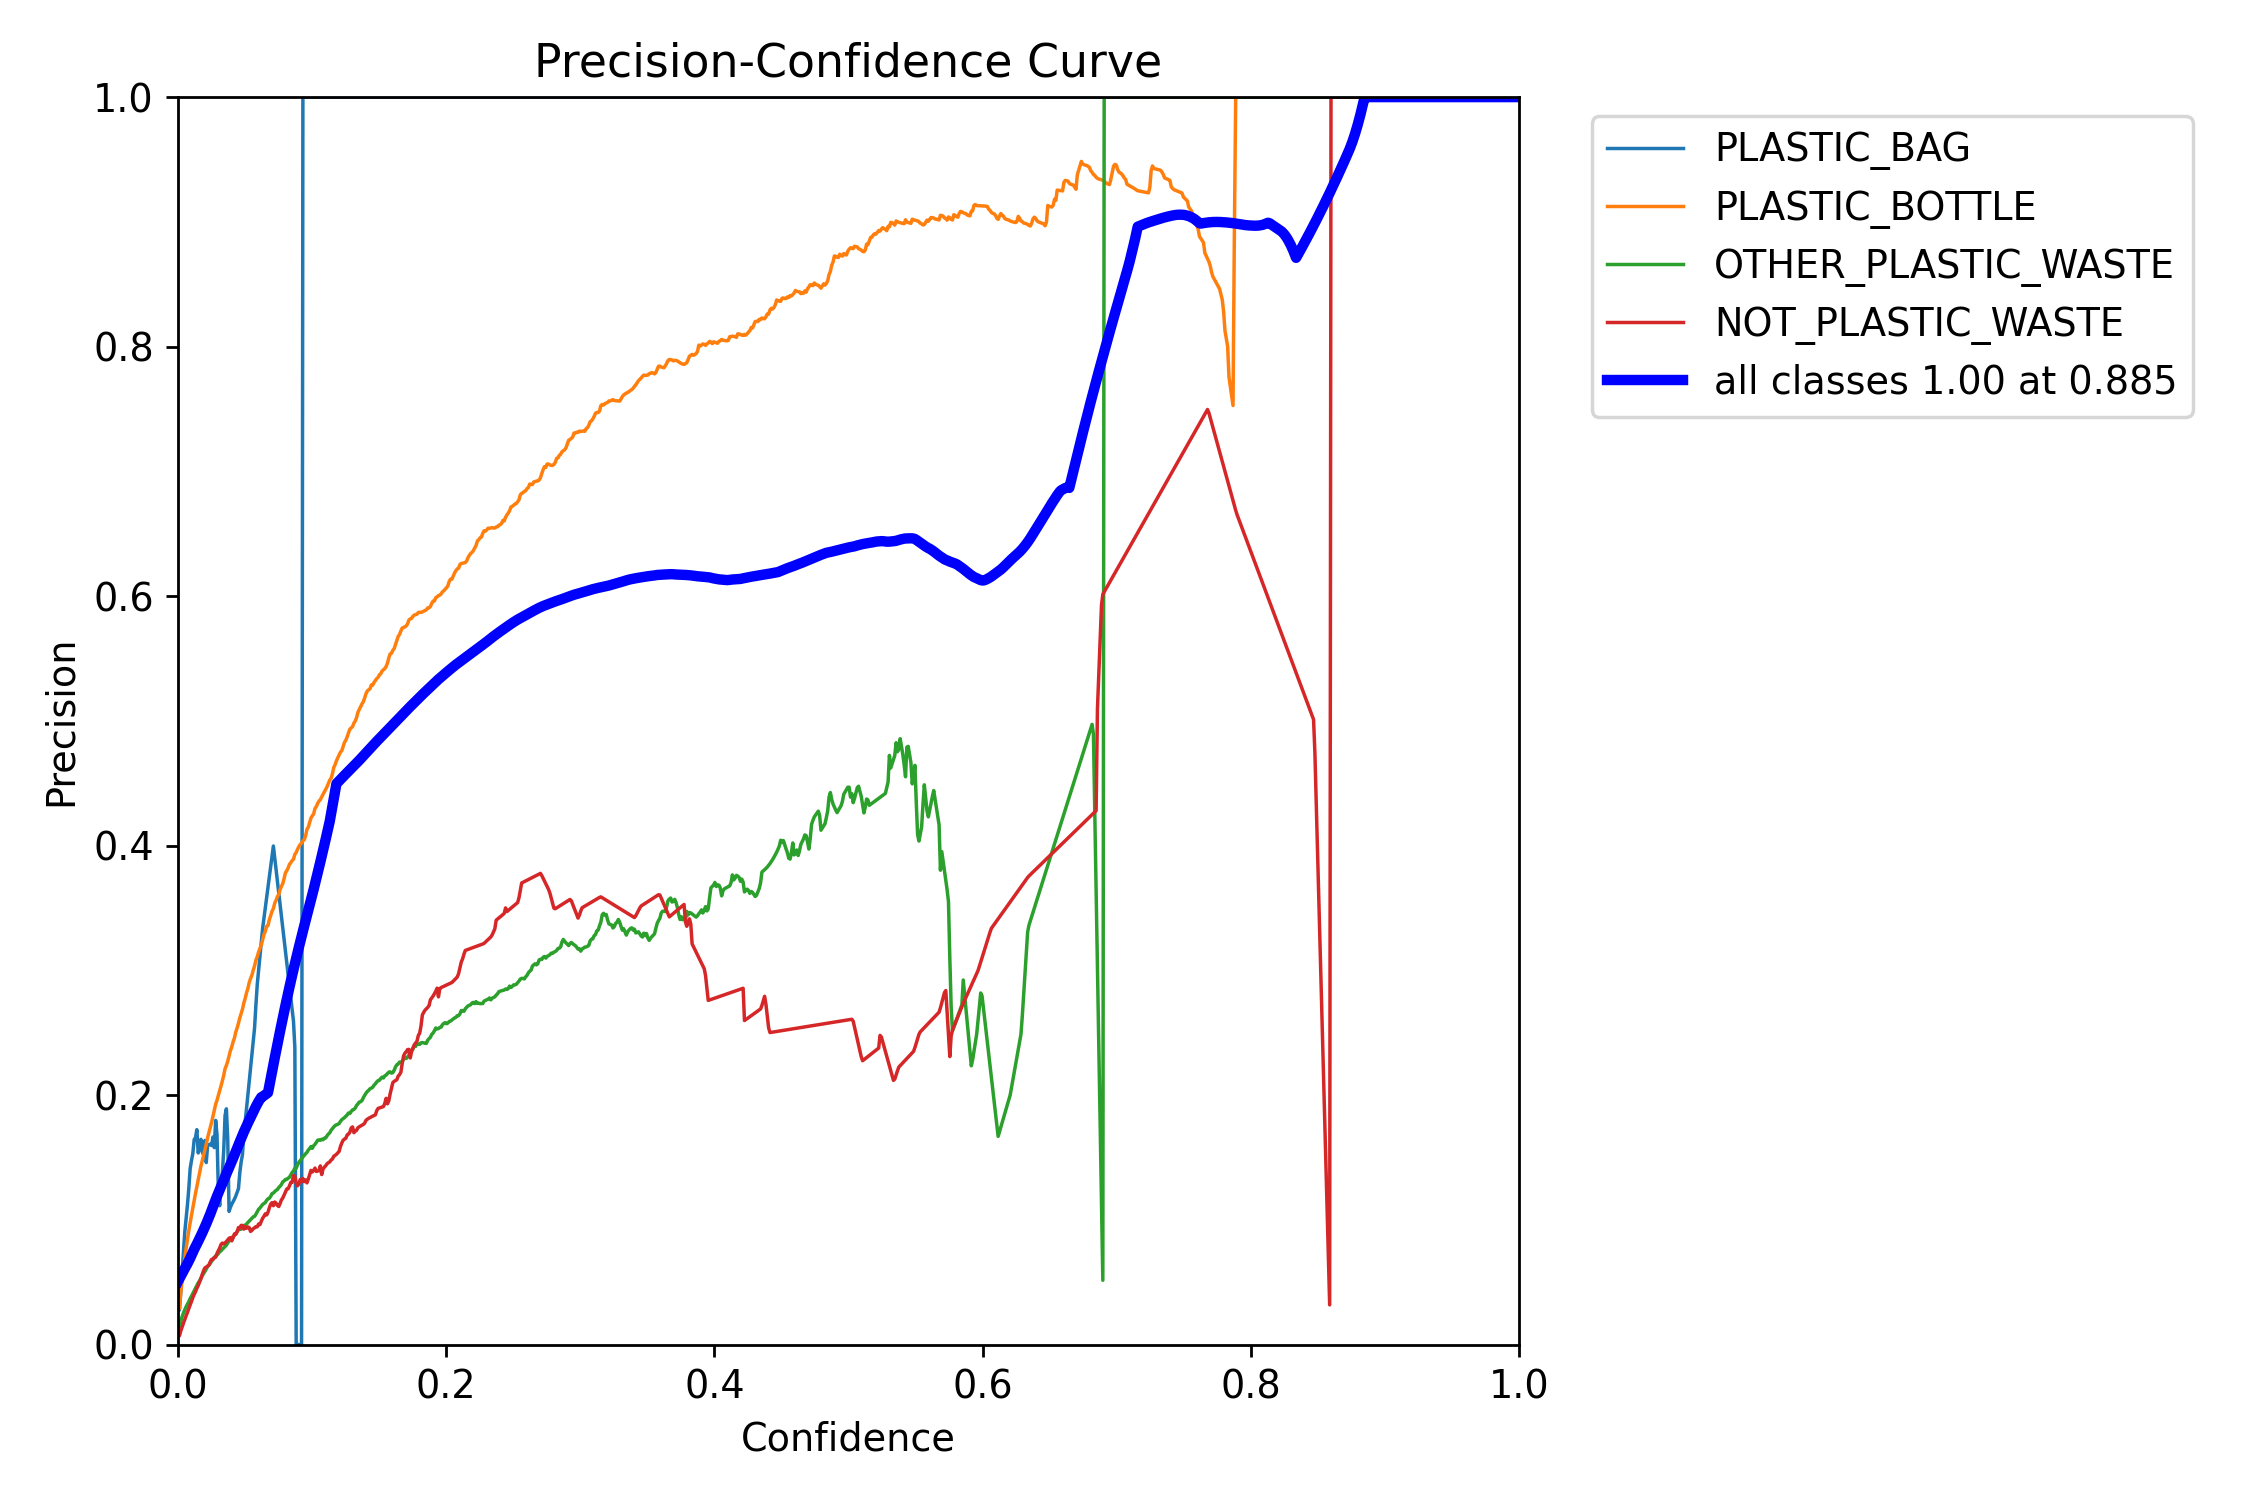 Precision-Confidence Curve
1.0
0.8
0.6
0.4
0.2
0.0
Precision
0.0 0.2 0.4 0.6 0.8 1.0
Confidence
PLASTIC_BAG
PLASTIC_BOTTLE
OTHER_PLASTIC_WASTE
NOT_PLASTIC_WASTE
all classes 1.00 at 0.885